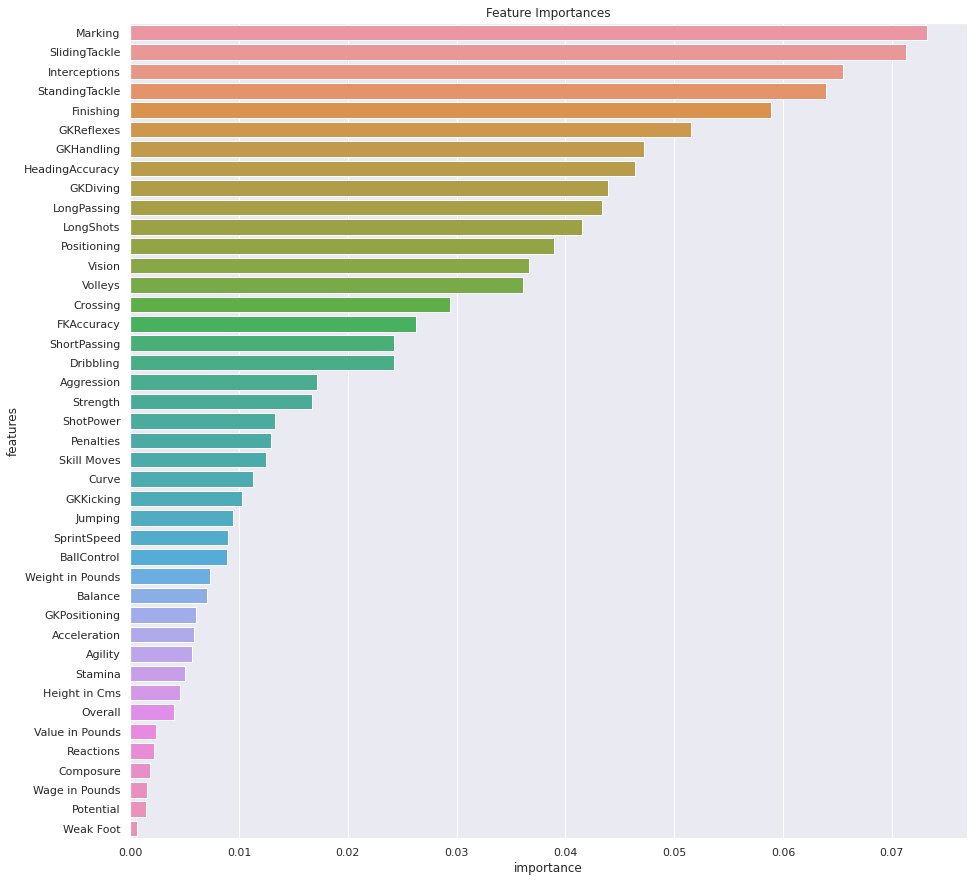 Feature Importances
Marking
SlidingTackle
Interceptions
StandingTackle
Finishing
GKReflexes
GKHandling
HeadingAccuracy
GKDiving
LongPassing
LongShots
Positioning
Vision
Volleys
Crossing
FKAccuracy
ShortPassing
Dribbling
Aggression
Strength
ShotPower
Penalties
Skill Moves
Curve
GKKicking
Jumping
SprintSpeed
BallControl
Weight in Pounds
Balance
GKPositioning
Acceleration
Agility
Stamina
Height in Cms
Overall
Value in Pounds
Reactions
Composure
Wage in Pounds
Potential
Weak Foot
features
0.00 0.01 0.02 0.03 0.04 0.05 0.06 0.07
importance